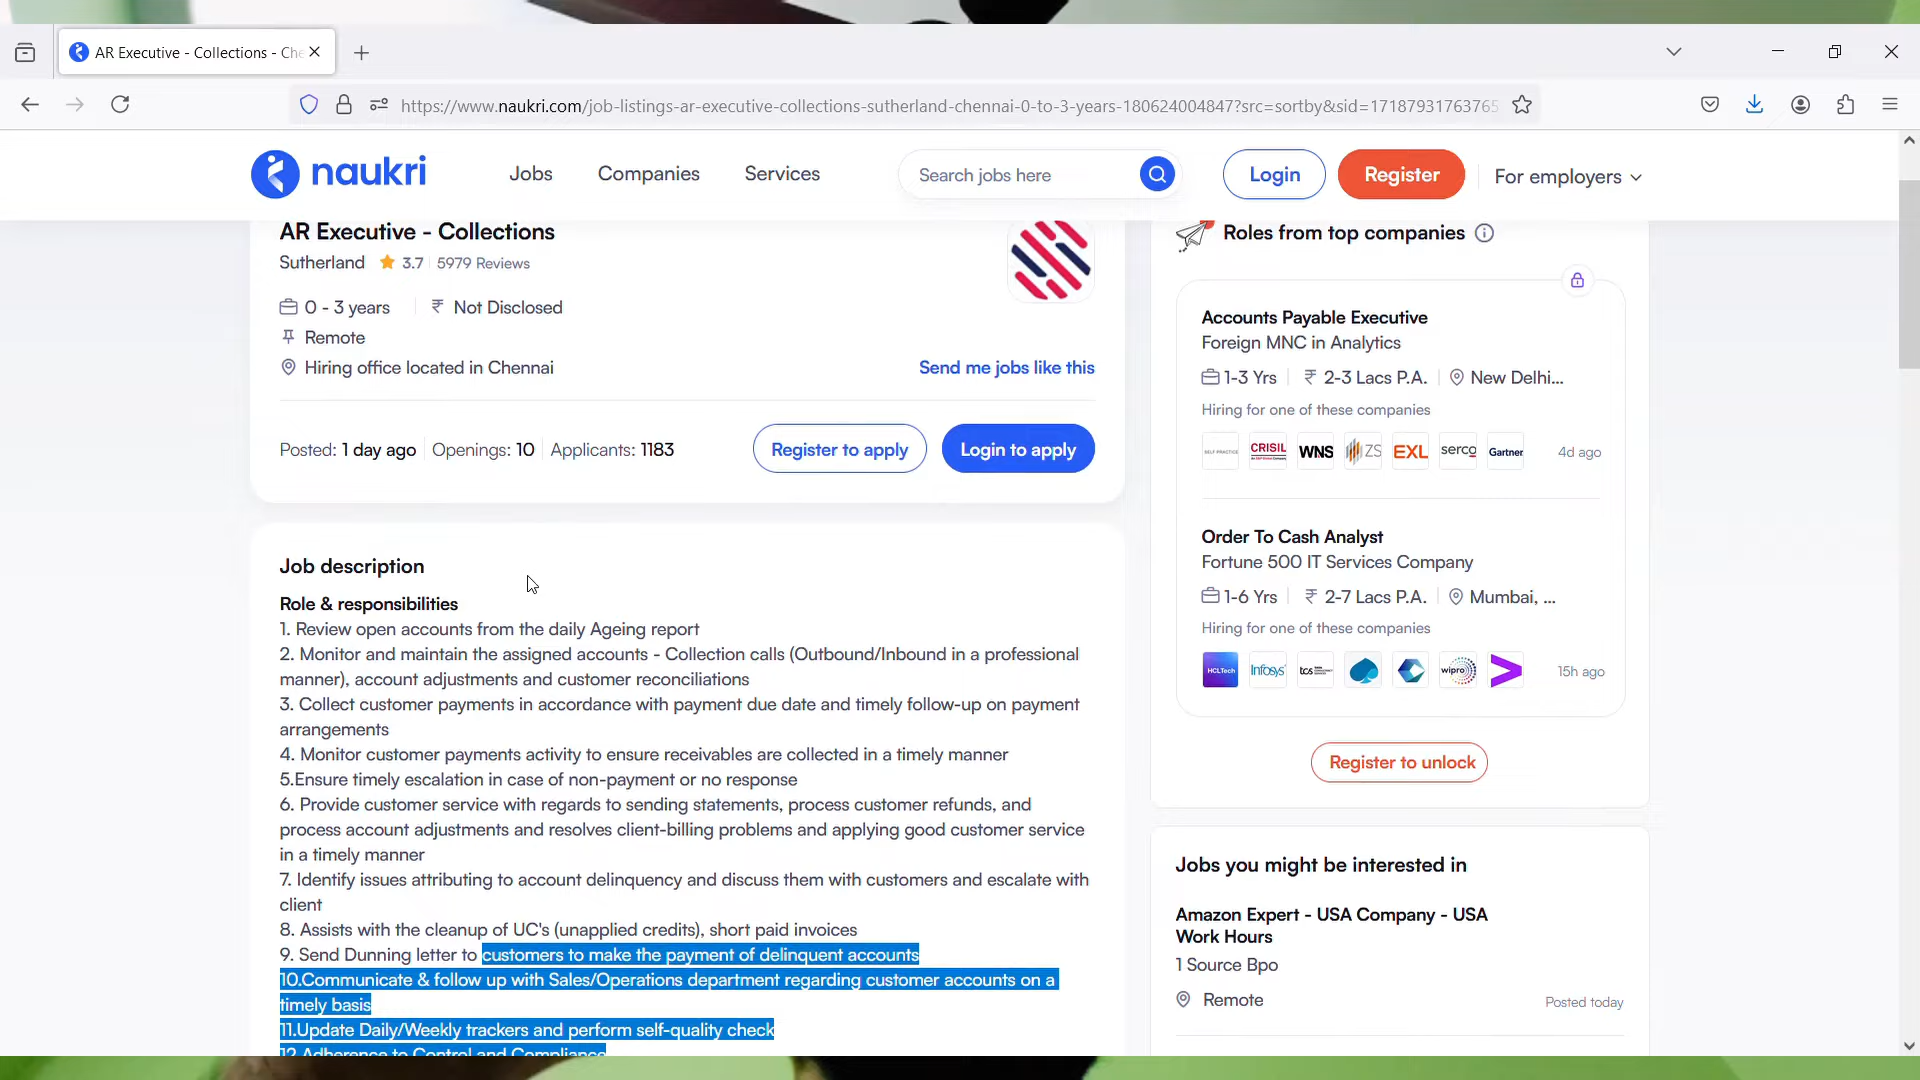 AR Executive - Collections - Che
https://www.naukri.com/job-listings-ar-executive-collections-sutherland-chennai-0-to-3-years-180624004847?src=sortby&sid=17187931763765
naukri
Jobs
Companies
Services
Search jobs here
Login
Register
For employers
AR Executive - Collections
Sutherland
3.7
5979 Reviews
0 - 3 years
₹ Not Disclosed
Remote
Hiring office located in Chennai
Send me jobs like this
Posted: 1 day ago
Openings: 10
Applicants: 1183
Register to apply
Login to apply
Job description
Role & responsibilities
1. Review open accounts from the daily Ageing report
2. Monitor and maintain the assigned accounts - Collection calls (Outbound/Inbound in a professional
manner), account adjustments and customer reconciliations
3. Collect customer payments in accordance with payment due date and timely follow-up on payment
arrangements
4. Monitor customer payments activity to ensure receivables are collected in a timely manner
5.Ensure timely escalation in case of non-payment or no response
6. Provide customer service with regards to sending statements, process customer refunds, and
process account adjustments and resolves client-billing problems and applying good customer service
in a timely manner
7. Identify issues attributing to account delinquency and discuss them with customers and escalate with
client
8. Assists with the cleanup of UC's (unapplied credits), short paid invoices
9. Send Dunning letter to customers to make the payment of delinquent accounts
10.Communicate & follow up with Sales/Operations department regarding customer accounts on a
timely basis
11.Update Daily/Weekly trackers and perform self-quality check
12.Adherence to Control and Compliance
Roles from top companies
Accounts Payable Executive
Foreign MNC in Analytics
1-3 Yrs
₹ 2-3 Lacs P.A.
New Delhi...
Hiring for one of these companies
SELF PRACTICE
CRISIL
WNS
ZS
EXL
serco
Gartner
4d ago
Order To Cash Analyst
Fortune 500 IT Services Company
1-6 Yrs
₹ 2-7 Lacs P.A.
Mumbai, ...
Hiring for one of these companies
HCLTech
Infosys
tcs
wipro
15h ago
Register to unlock
Jobs you might be interested in
Amazon Expert - USA Company - USA
Work Hours
1 Source Bpo
Remote
Posted today